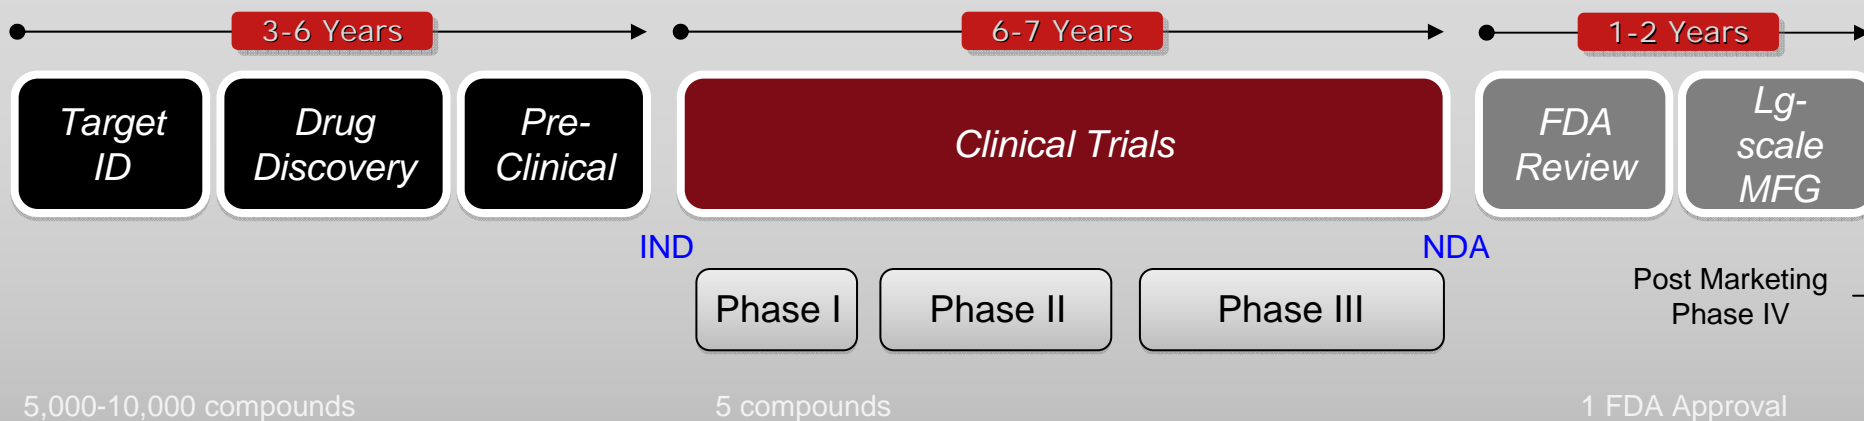 3-6 Years
6-7 Years
1-2 Years
Target
ID
Drug
Discovery
Pre-
Clinical
Clinical Trials
FDA
Review
Lg-
scale
MFG
IND
NDA
Phase I
Phase II
Phase III
Post Marketing
Phase IV
5,000-10,000 compounds
5 compounds
1 FDA Approval